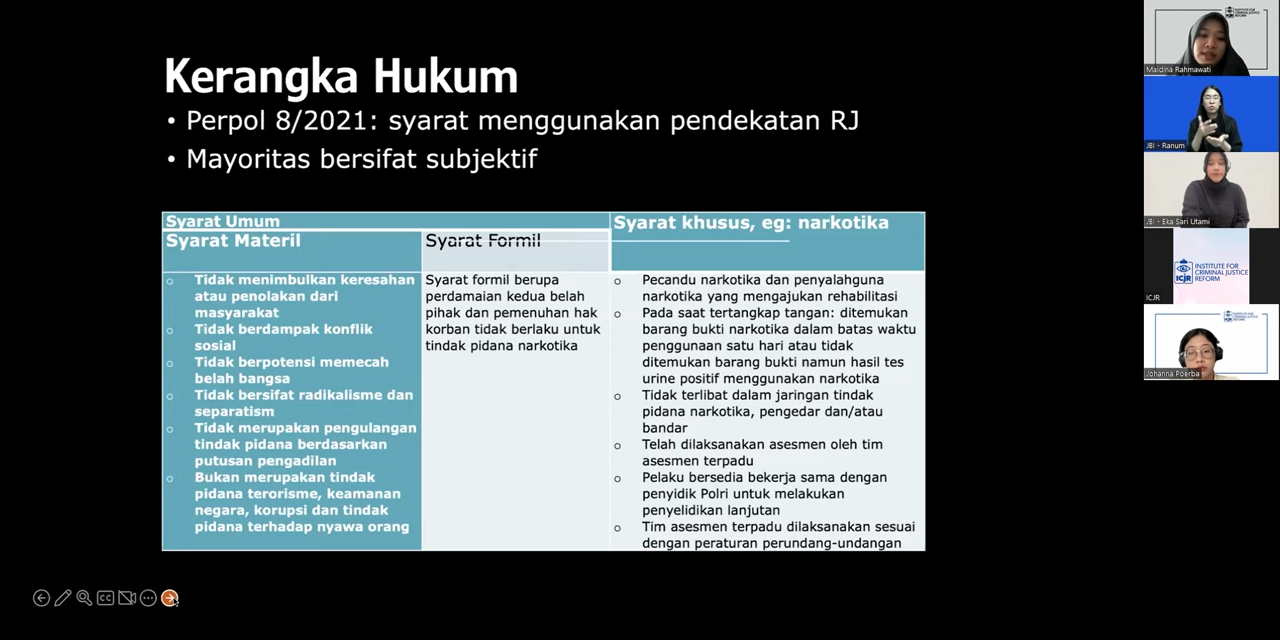 Kerangka Hukum
• Perpol 8/2021: syarat menggunakan pendekatan RJ
• Mayoritas bersifat subjektif
Syarat Umum
Syarat khusus, eg: narkotika
Syarat Materil
Syarat Formil
o Tidak menimbulkan keresahan
atau penolakan dari
masyarakat
o Tidak berdampak konflik
sosial
o Tidak berpotensi memecah
belah bangsa
o Tidak bersifat radikalisme dan
separatism
o Tidak merupakan pengulangan
tindak pidana berdasarkan
putusan pengadilan
o Bukan merupakan tindak
pidana terorisme, keamanan
negara, korupsi dan tindak
pidana terhadap nyawa orang
Syarat formil berupa
perdamaian kedua belah
pihak dan pemenuhan hak
korban tidak berlaku untuk
tindak pidana narkotika
o Pecandu narkotika dan penyalahguna
narkotika yang mengajukan rehabilitasi
o Pada saat tertangkap tangan: ditemukan
barang bukti narkotika dalam batas waktu
penggunaan satu hari atau tidak
ditemukan barang bukti namun hasil tes
urine positif menggunakan narkotika
o Tidak terlibat dalam jaringan tindak
pidana narkotika, pengedar dan/atau
bandar
o Telah dilaksanakan asesmen oleh tim
asesmen terpadu
o Pelaku bersedia bekerja sama dengan
penyidik Polri untuk melakukan
penyelidikan lanjutan
o Tim asesmen terpadu dilaksanakan sesuai
dengan peraturan perundang-undangan
CC
INSTITUTE FOR
CRIMINAL JUSTICE
REFORM
Maidina Rahmawati
JBI - Ranum
JBI - Eka Sari Utami
ICJR
INSTITUTE FOR
CRIMINAL JUSTICE
REFORM
ICJR
Johanna Poerba